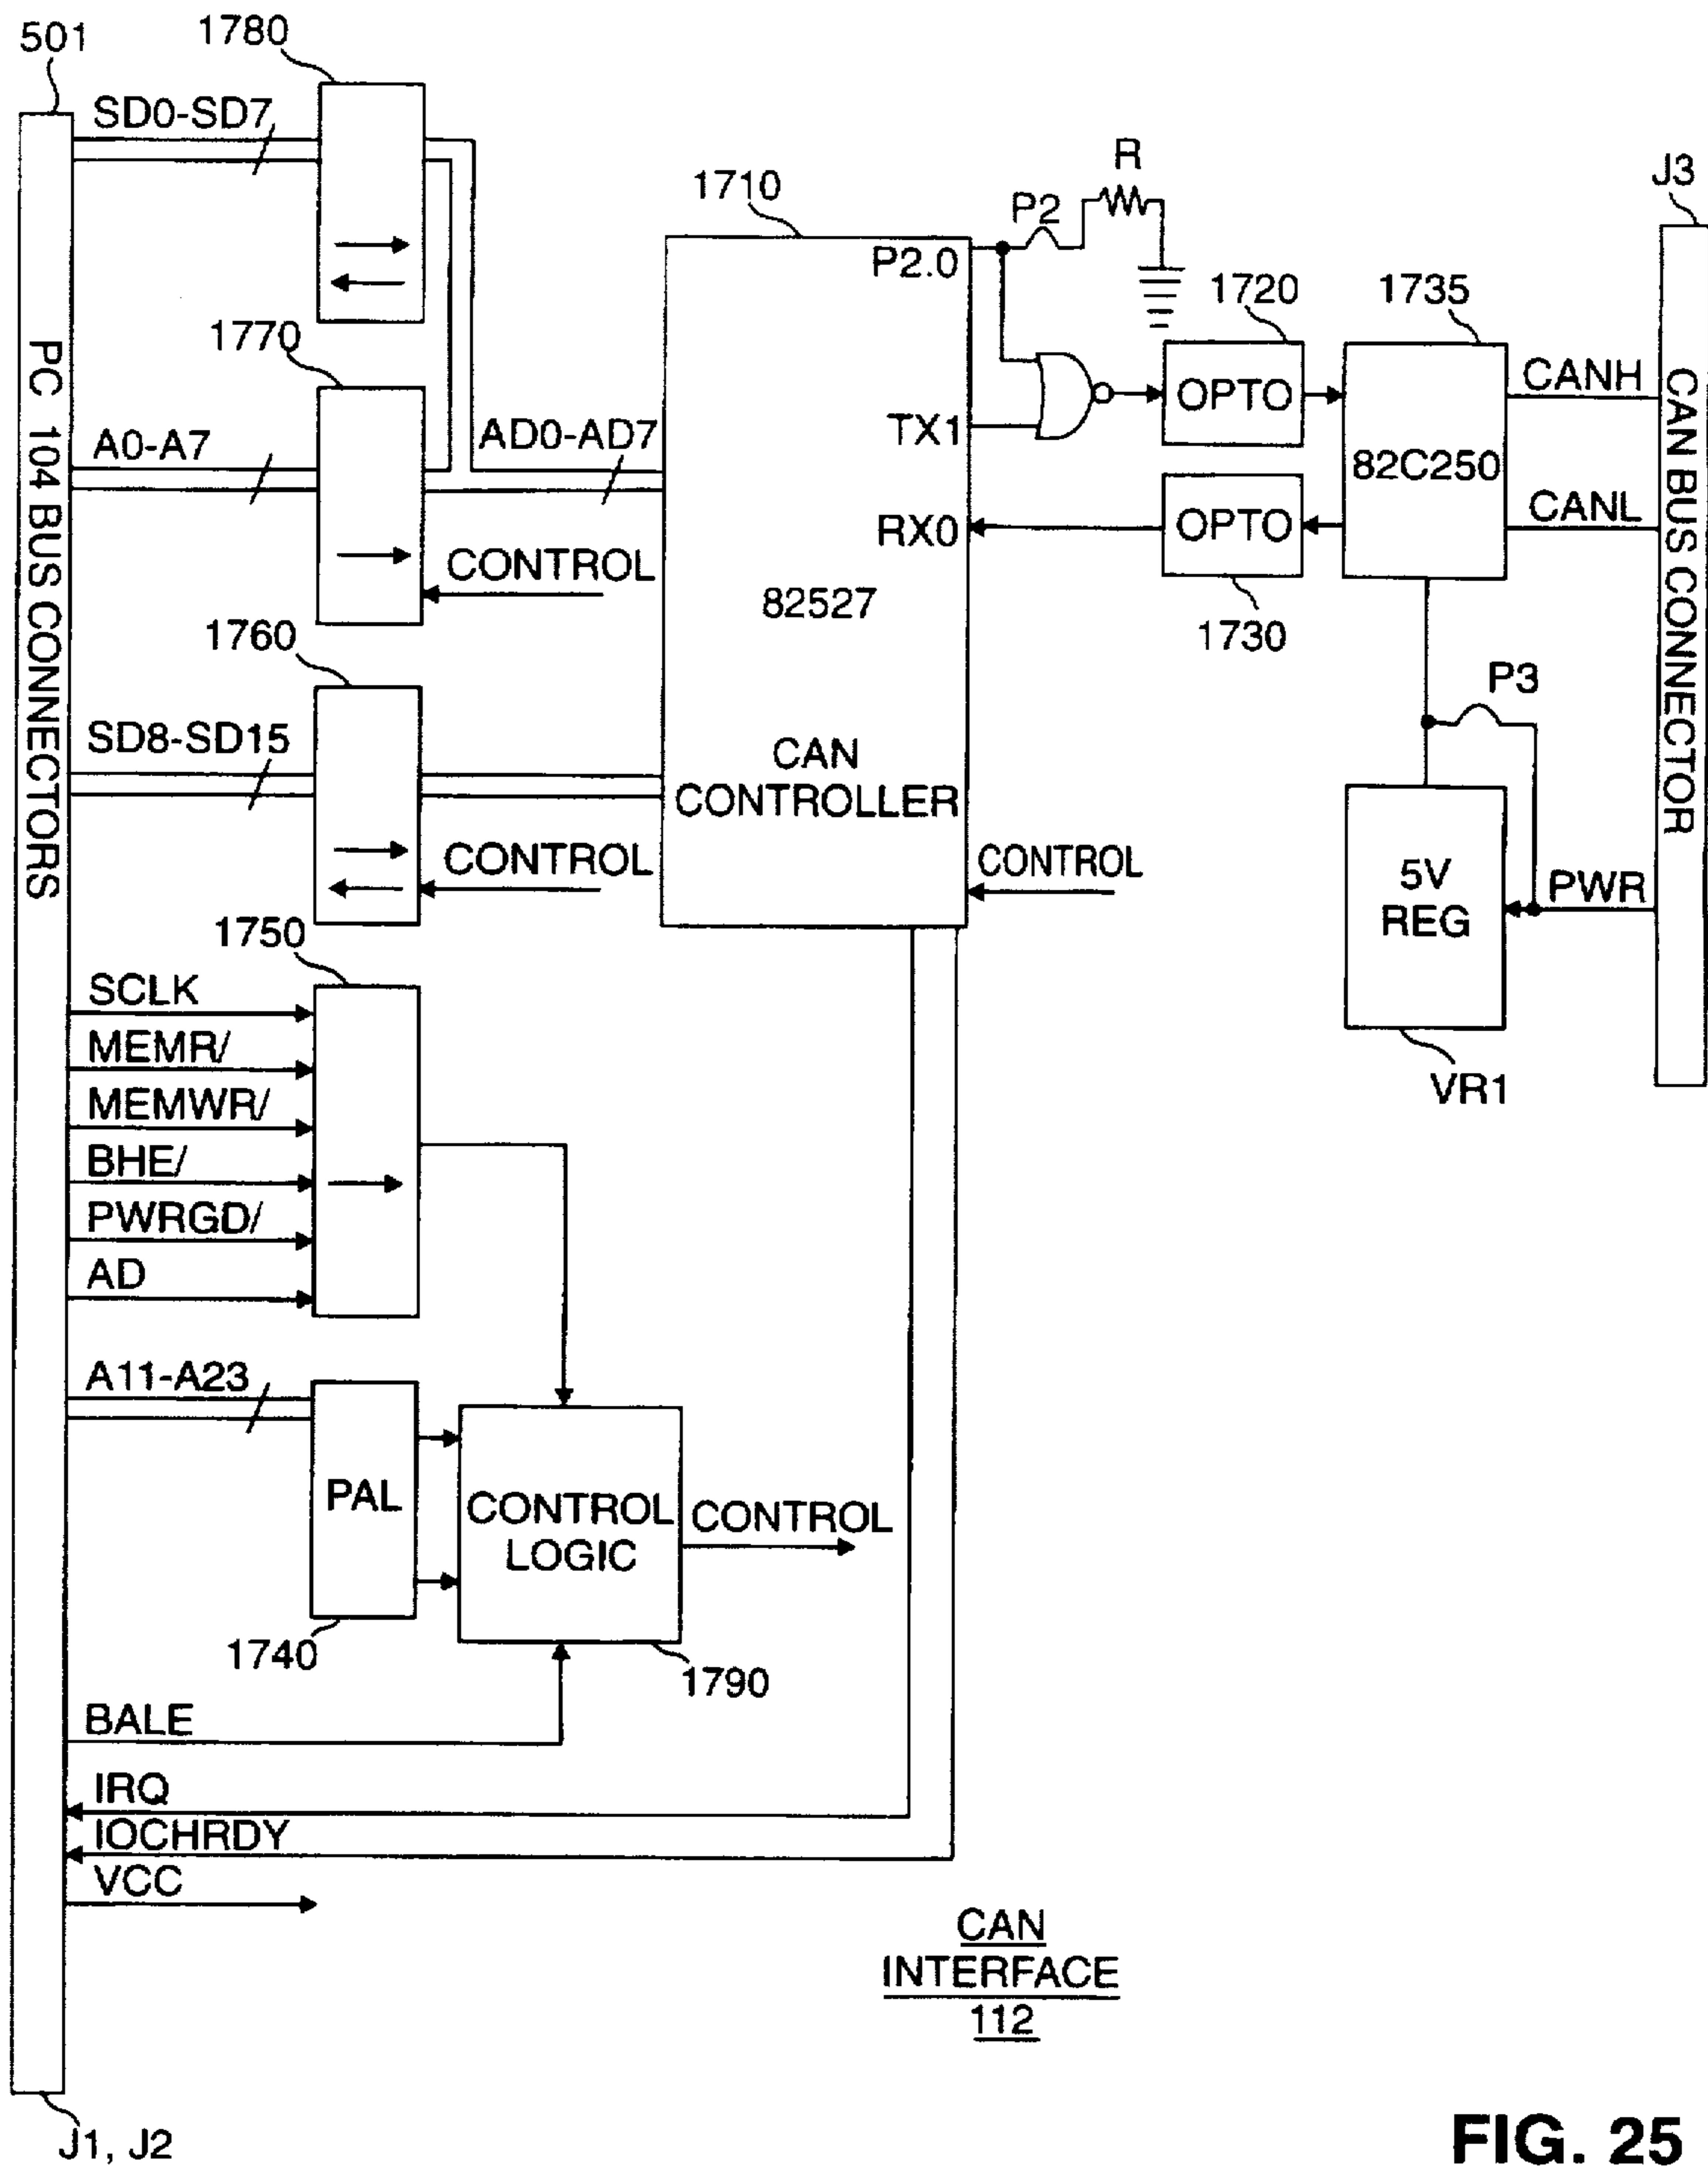 501
1780
SD0-SD7
1710
R
P2
J3
P2.0
1720
1735
1770
PC 104 BUS CONNECTORS
A0-A7
AD0-AD7
TX1
OPTO
CANH
82C250
CAN BUS CONNECTOR
RX0
OPTO
CANL
CONTROL
82527
1730
1760
P3
SD8-SD15
CAN
CONTROLLER
CONTROL
CONTROL
5V
REG
PWR
1750
SCLK
MEMR/
VR1
MEMWR/
BHE/
PWRGD/
AD
A11-A23
PAL
CONTROL
LOGIC
CONTROL
1740
1790
BALE
IRQ
IOCHRDY
VCC
CAN
INTERFACE
112
J1, J2
FIG. 25